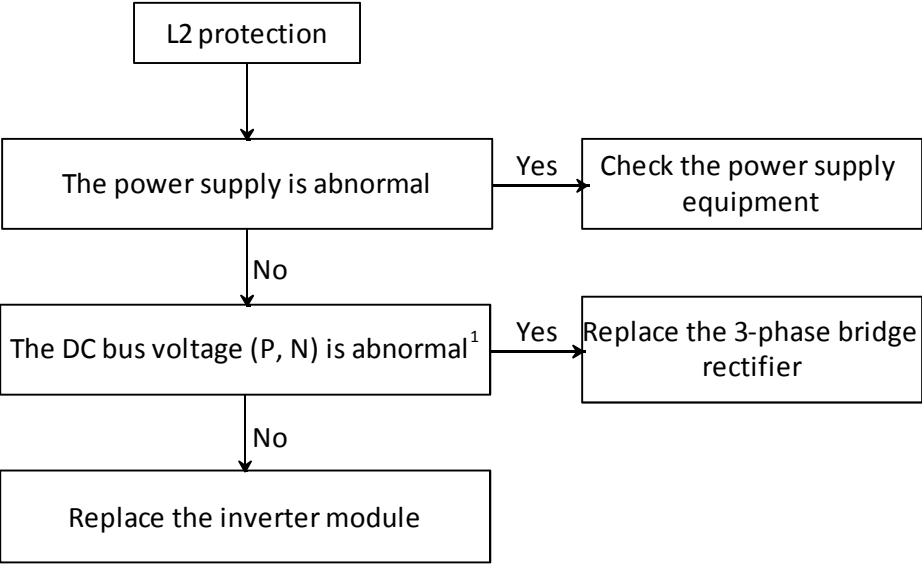 L2 protection
The power supply is abnormal
Yes
Check the power supply
equipment
No
The DC bus voltage (P, N) is abnormal¹
Yes
Replace the 3-phase bridge
rectifier
No
Replace the inverter module